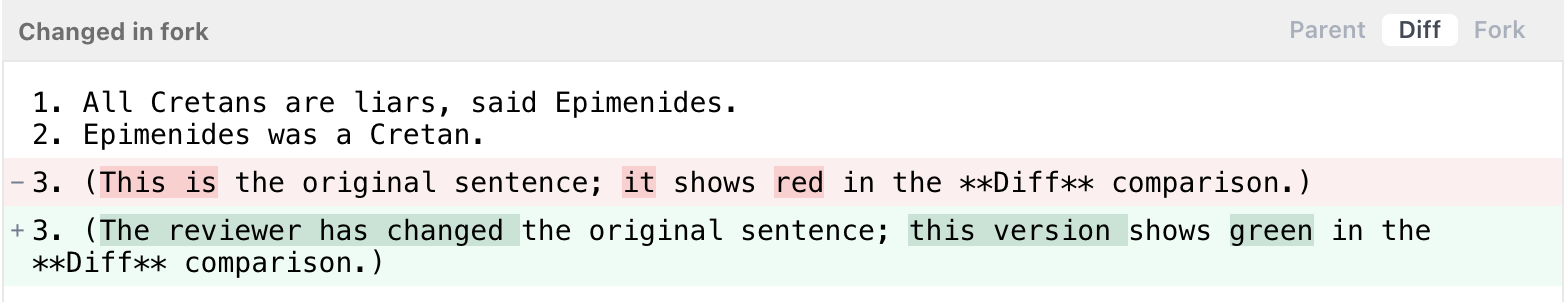 Changed in fork
Parent Diff Fork
1. All Cretans are liars, said Epimenides.
2. Epimenides was a Cretan.
− 3. (This is the original sentence; it shows red in the **Diff** comparison.)
+ 3. (The reviewer has changed the original sentence; this version shows green in the
**Diff** comparison.)